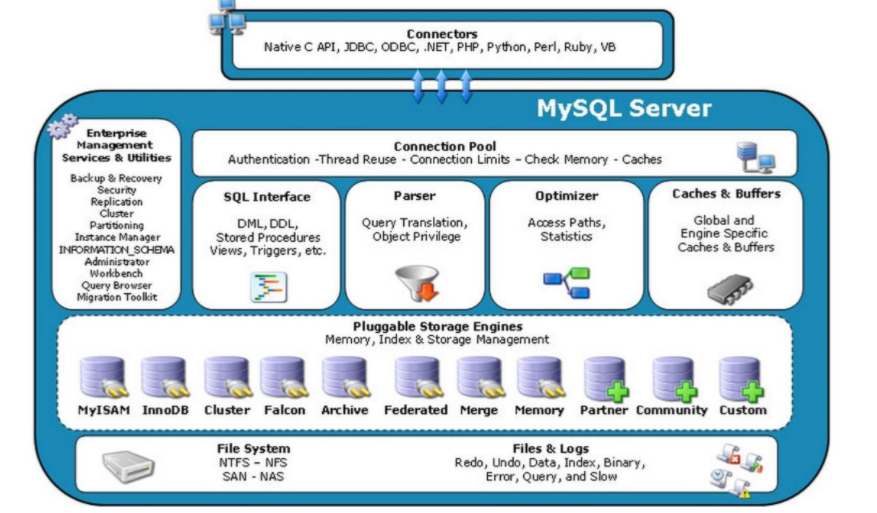 Connectors
Native C API, JDBC, ODBC, .NET, PHP, Python, Perl, Ruby, VB
MySQL Server
Enterprise
Management
Services & Utilities
Backup & Recovery
Security
Replication
Cluster
Partitioning
Instance Manager
INFORMATION_SCHEMA
Administrator
Workbench
Query Browser
Migration Toolkit
Connection Pool
Authentication -Thread Reuse - Connection Limits – Check Memory - Caches
SQL Interface
DML, DDL,
Stored Procedures
Views, Triggers, etc.
Parser
Query Translation,
Object Privilege
Optimizer
Access Paths,
Statistics
Caches & Buffers
Global and
Engine Specific
Caches & Buffers
Pluggable Storage Engines
Memory, Index & Storage Management
MyISAM InnoDB Cluster Falcon Archive Federated Merge Memory Partner Community Custom
File System
NTFS – NFS
SAN - NAS
Files & Logs
Redo, Undo, Data, Index, Binary,
Error, Query, and Slow